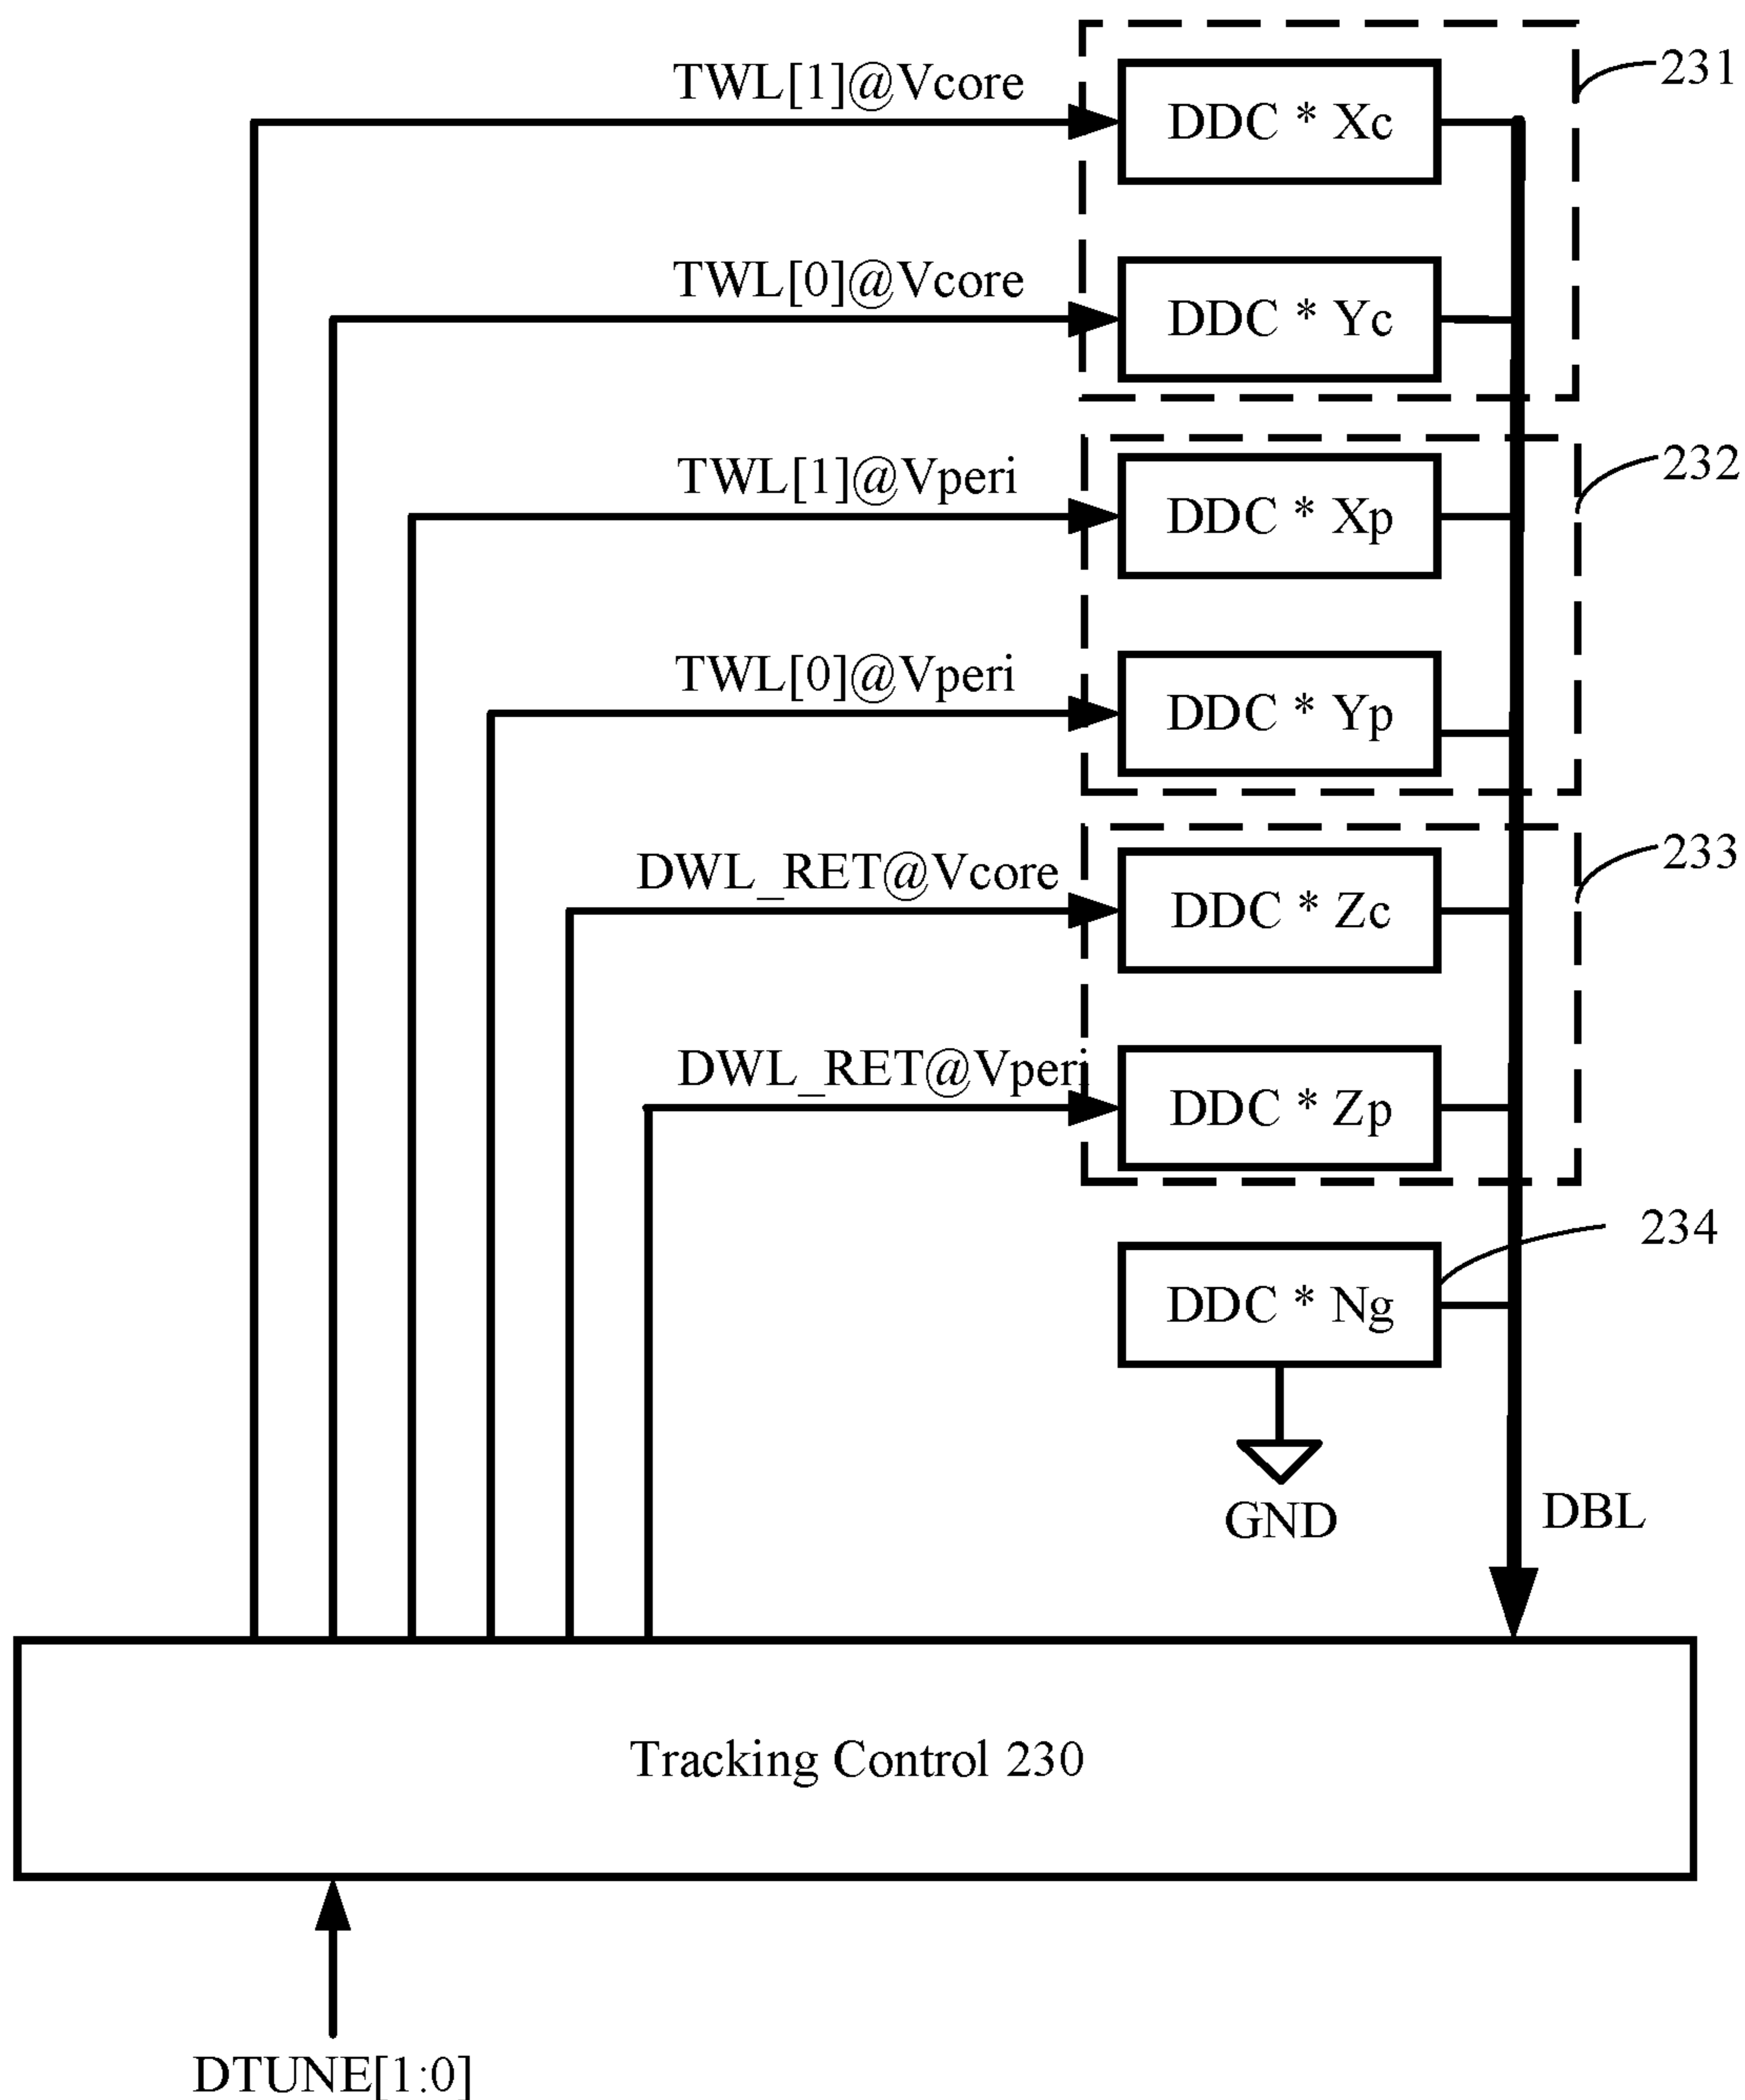 TWL[1]@Vcore
DDC * Xc
231
TWL[0]@Vcore
DDC * Yc
TWL[1]@Vperi
DDC * Xp
232
TWL[0]@Vperi
DDC * Yp
DWL_RET@Vcore
DDC * Zc
233
DWL_RET@Vperi
DDC * Zp
234
DDC * Ng
GND
DBL
Tracking Control 230
DTUNE[1:0]